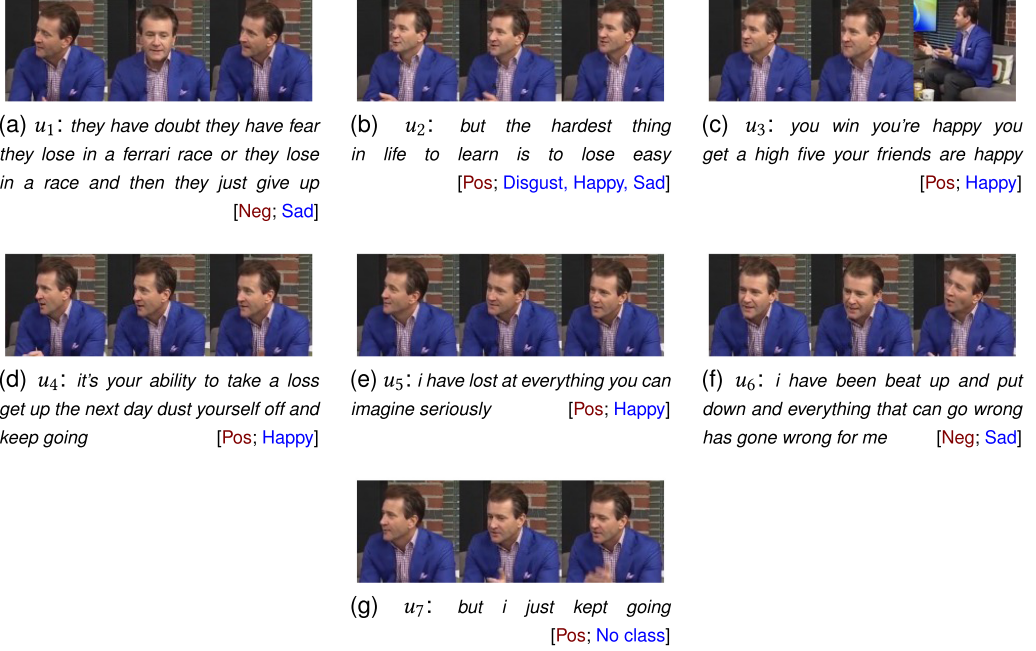 (a) u₁: they have doubt they have fear
they lose in a ferrari race or they lose
in a race and then they just give up
[Neg; Sad]
(b) u₂: but the hardest thing
in life to learn is to lose easy
[Pos; Disgust, Happy, Sad]
(c) u₃: you win you're happy you
get a high five your friends are happy
[Pos; Happy]
(d) u₄: it's your ability to take a loss
get up the next day dust yourself off and
keep going [Pos; Happy]
(e) u₅: i have lost at everything you can
imagine seriously [Pos; Happy]
(f) u₆: i have been beat up and put
down and everything that can go wrong
has gone wrong for me [Neg; Sad]
(g) u₇: but i just kept going
[Pos; No class]